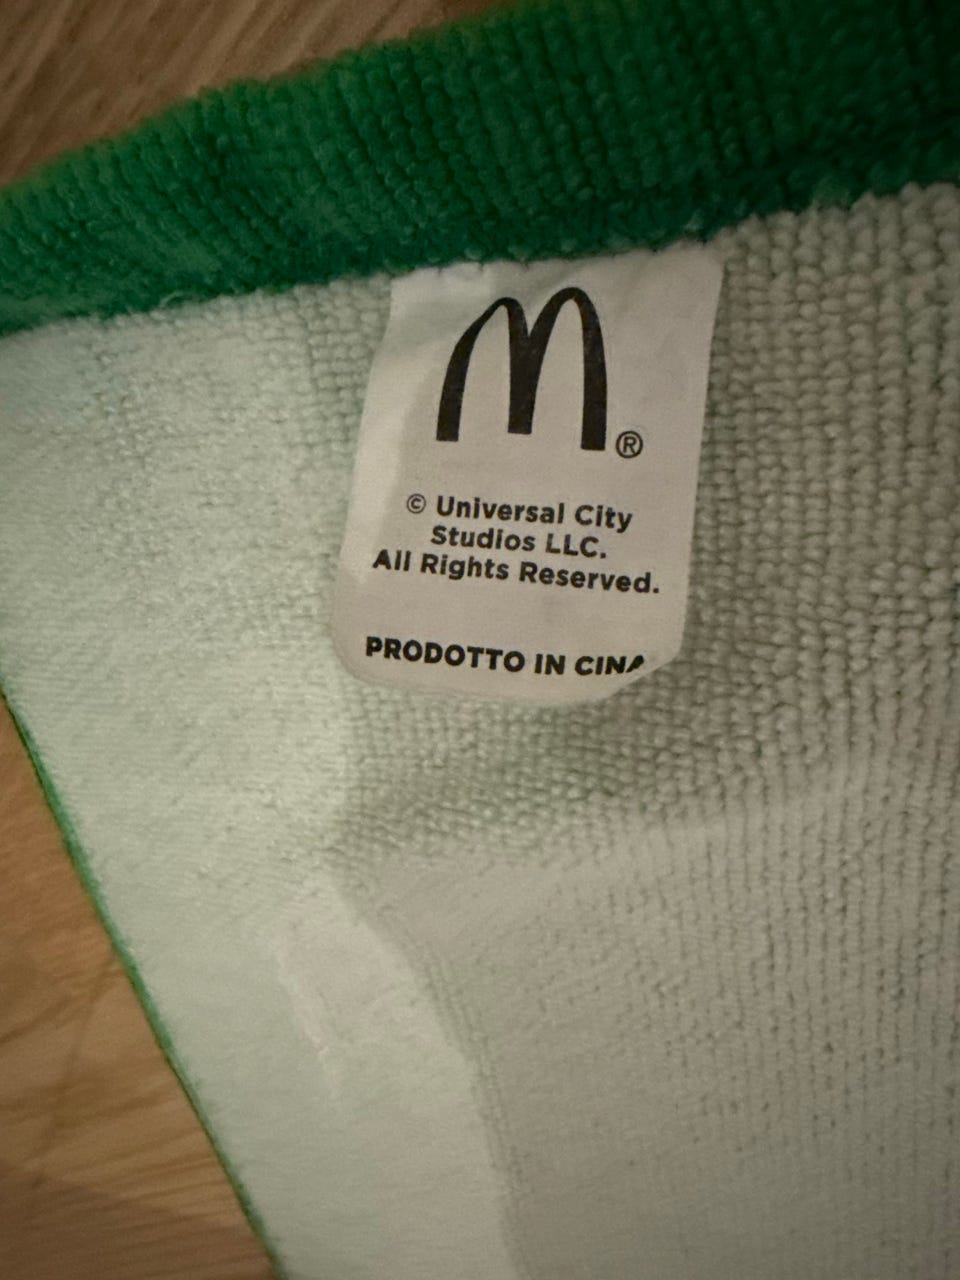 M®
© Universal City
Studios LLC.
All Rights Reserved.
PRODOTTO IN CINA